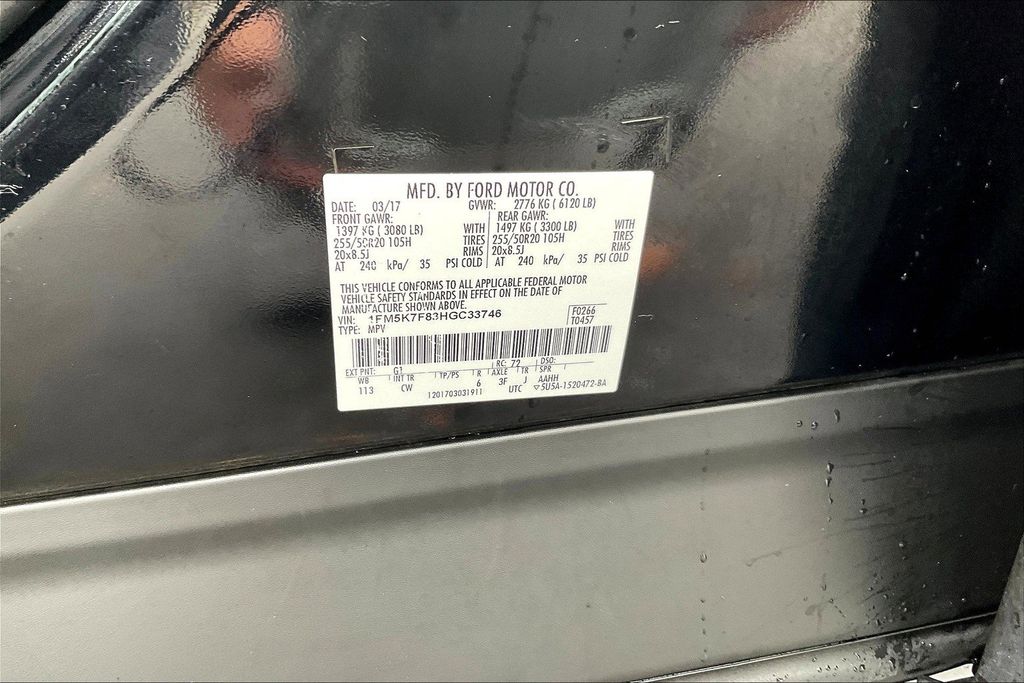 MFD. BY FORD MOTOR CO.
DATE: 03/17 GVWR: 2776 KG ( 6120 LB)
FRONT GAWR: REAR GAWR:
1397 KG ( 3080 LB) WITH 1497 KG ( 3300 LB) WITH
255/50R20 105H TIRES 255/50R20 105H TIRES
20x8.5J RIMS 20x8.5J RIMS
AT 240 kPa/ 35 PSI COLD AT 240 kPa/ 35 PSI COLD
THIS VEHICLE CONFORMS TO ALL APPLICABLE FEDERAL MOTOR
VEHICLE SAFETY STANDARDS IN EFFECT ON THE DATE OF
MANUFACTURE SHOWN ABOVE.
VIN: 1FM5K7F83HGC33746 F0266
TYPE: MPV T0457
EXT PNT: G1 RC: 72 DSO:
WB INT TR TP/PS R AXLE TR SPR
113 CW 6 3F J AAHH
1201703031911 UTC ▽5U5A-1520472-BA